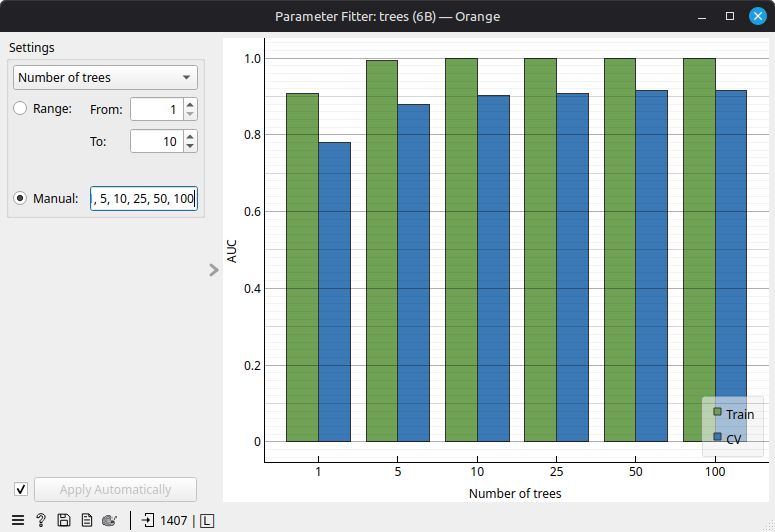 Parameter Fitter: trees (6B) — Orange
Settings
Number of trees
Range: From: 1
To: 10
Manual: , 5, 10, 25, 50, 100
Apply Automatically
1407 | L
AUC
1.0
0.8
0.6
0.4
0.2
0
Train
CV
1 5 10 25 50 100
Number of trees